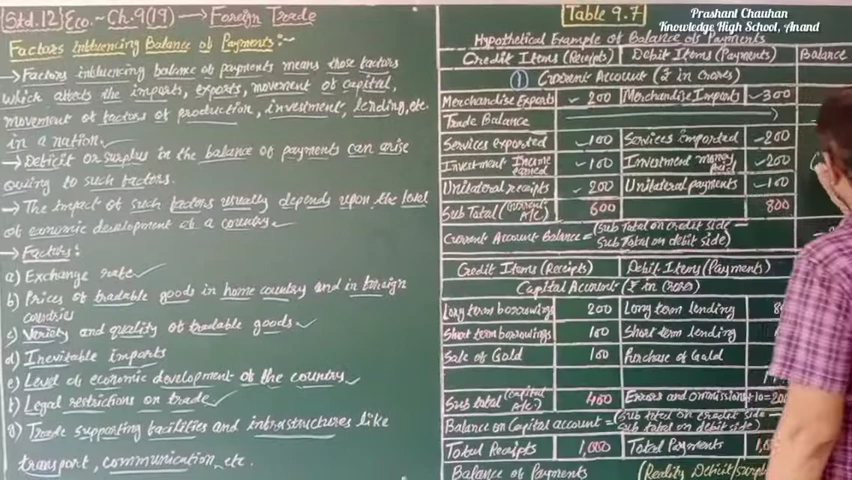 [Std.12] Eco. ~ Ch.9(19) → Foreign Trade
Factors Influencing Balance of Payments:-
→ Factors influencing balance of payments means those factors
which affects the imports, exports, movement of capital,
movement of factors of production, investment, lending, etc.
in a nation.
→ Deficit or surplus in the balance of payments can arise
owing to such factors.
→ The impact of such factors usually depends upon the level
of economic development of a country.
→ Factors:
a) Exchange rate
b) Prices of tradable goods in home country and in foreign
countries
c) Variety and quality of tradable goods
d) Inevitable imports
e) Level of economic development of the country
f) Legal restrictions on trade
g) Trade supporting facilities and infrastructures like
transport, communication, etc.
Table 9.7
Prashant Chauhan
Knowledge High School, Anand
Hypothetical Example of Balance of Payments
Credit Items (Receipts) Debit Items (Payments) Balance
① Current Account (₹ in Crores)
Merchandise Exports 200 Merchandise Imports 300
Trade Balance
Services exported 100 Services imported 200
Investment Income earned 100 Investment money paid 200
Unilateral receipts 200 Unilateral payments 100
Sub Total (Current A/c.) 600 800
Current Account Balance = (Sub Total on credit side -
Sub Total on debit side)
Credit Items (Receipts) Debit Items (Payments)
Capital Account (₹ in Crores)
Long term borrowings 200 Long term lending
Short term borrowings 100 Short term lending
Sale of Gold 100 Purchase of Gold
Sub total (Capital A/c.) 400 Errors and ommissions
Balance on Capital account = (Sub total on credit side -
Sub total on debit side)
Total Receipts 1,000 Total Payments
Balance of Payments (Reality Deficit/